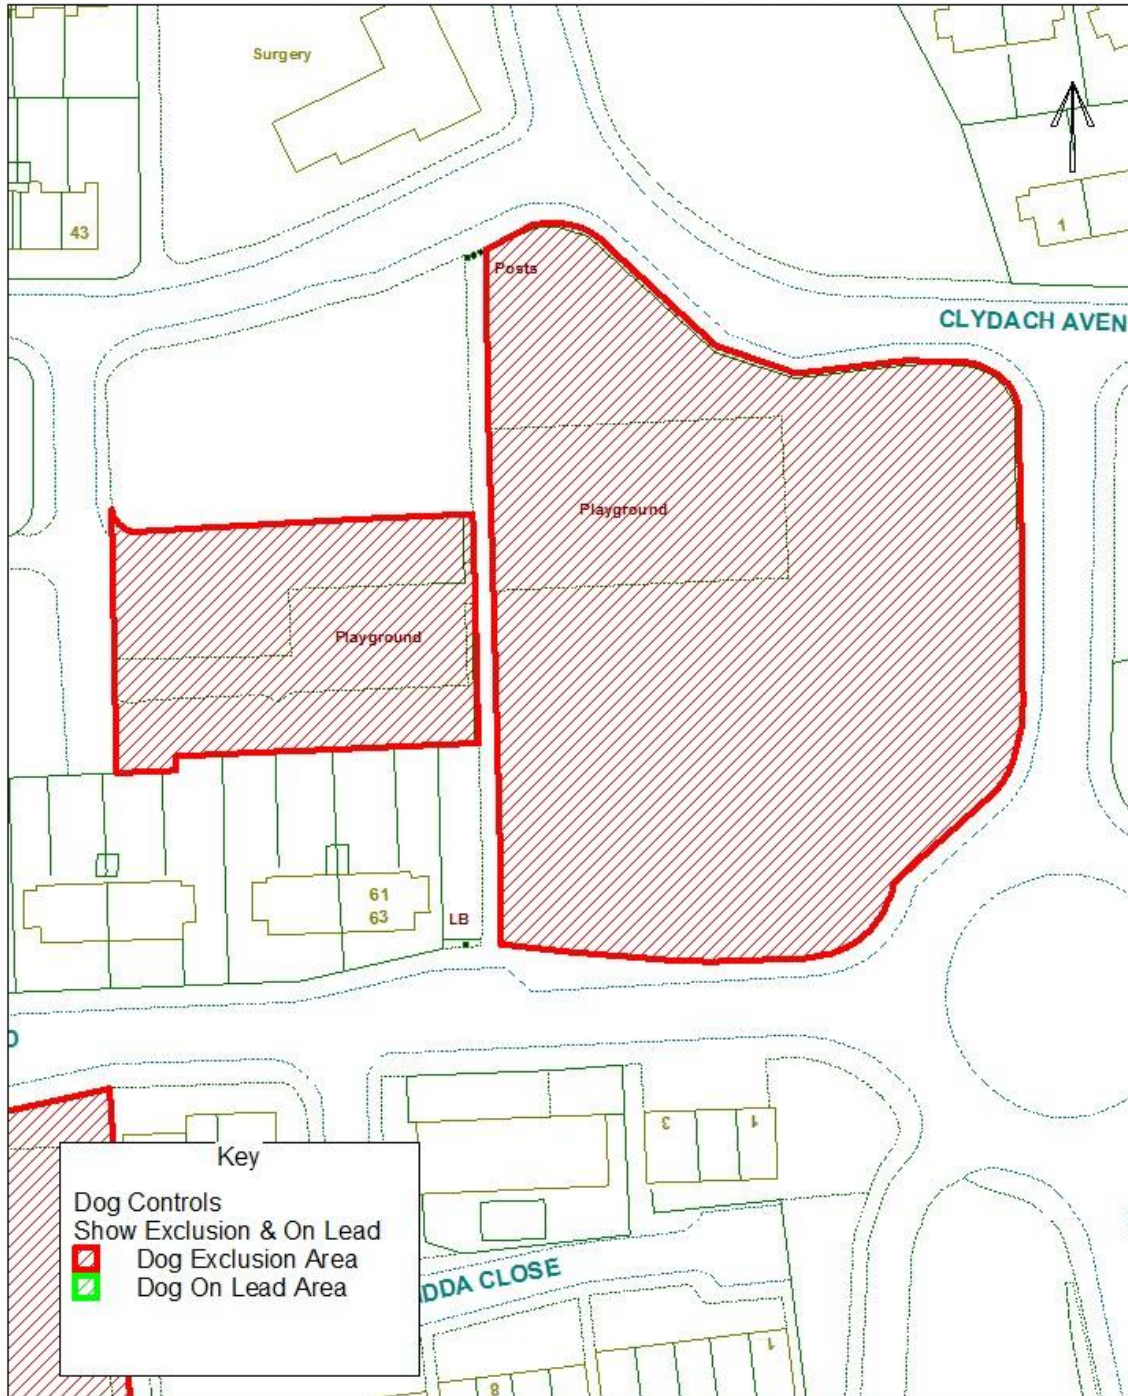 Surgery
43
1
Posts
CLYDACH AVEN
Playground
Playground
61
63
LB
3
1
Key
Dog Controls
Show Exclusion & On Lead
Dog Exclusion Area
Dog On Lead Area
DDA CLOSE
1
8